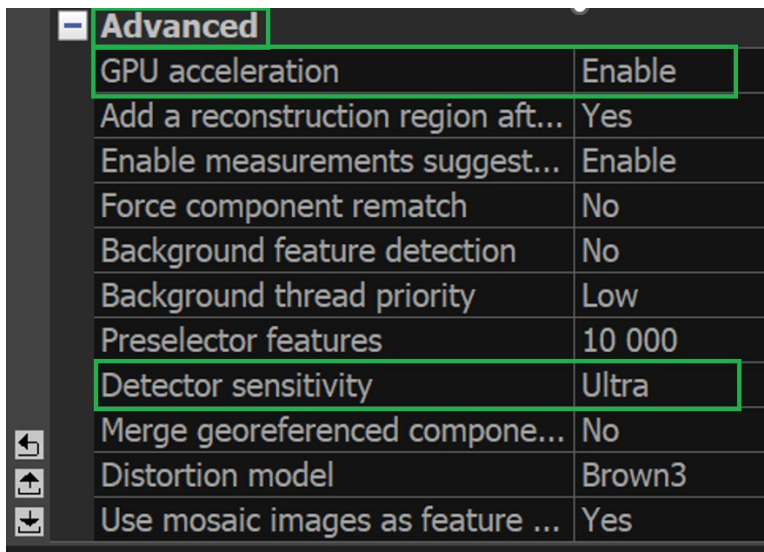 Advanced
GPU acceleration Enable
Add a reconstruction region aft... Yes
Enable measurements suggest... Enable
Force component rematch No
Background feature detection No
Background thread priority Low
Preselector features 10 000
Detector sensitivity Ultra
Merge georeferenced compone... No
Distortion model Brown3
Use mosaic images as feature ... Yes